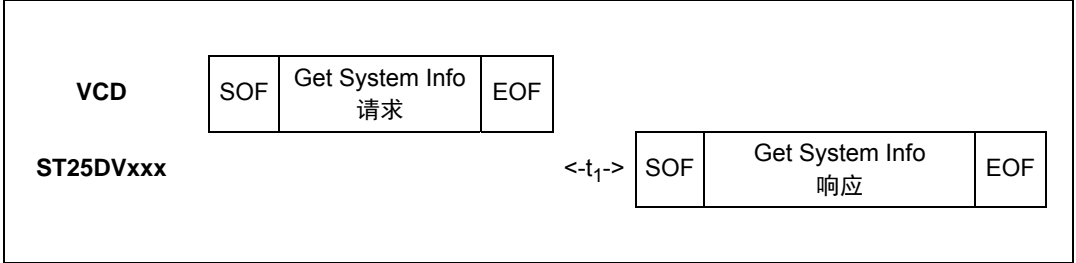 VCD SOF Get System Info EOF
请求
ST25DVxxx <-t1-> SOF Get System Info EOF
响应